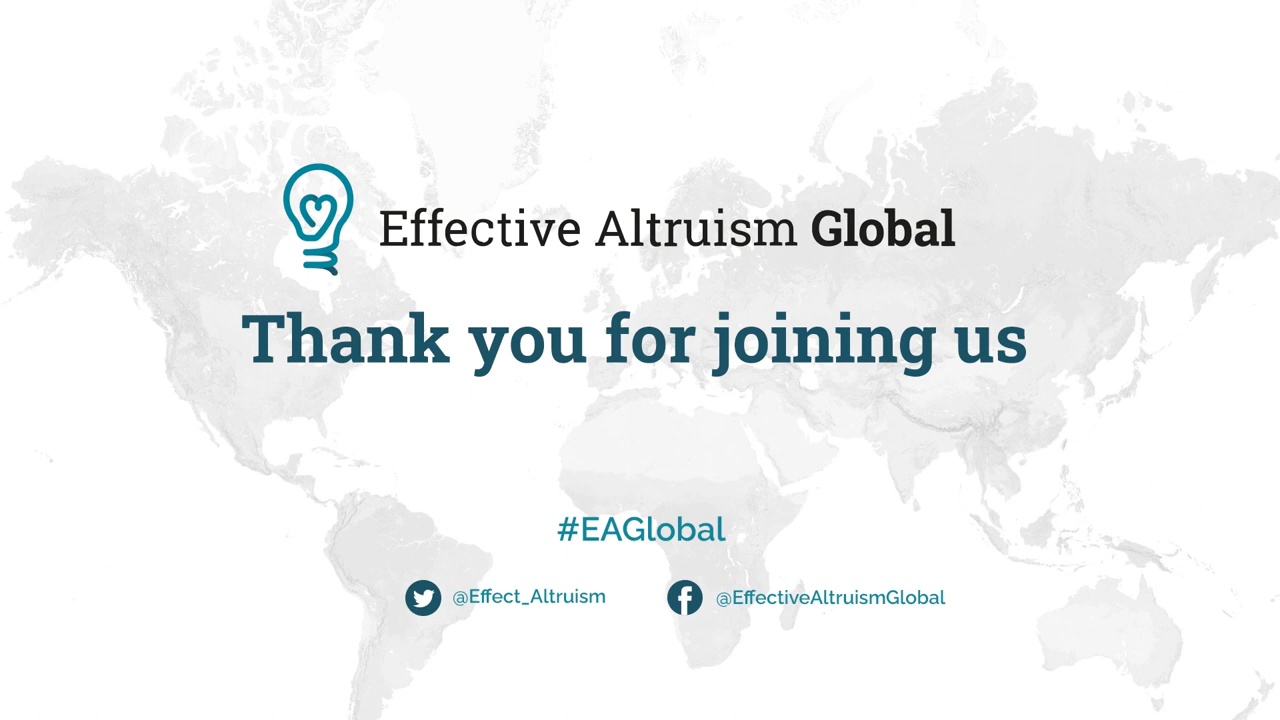 Effective Altruism Global
Thank you for joining us
#EAGlobal
@Effect_Altruism
@EffectiveAltruismGlobal